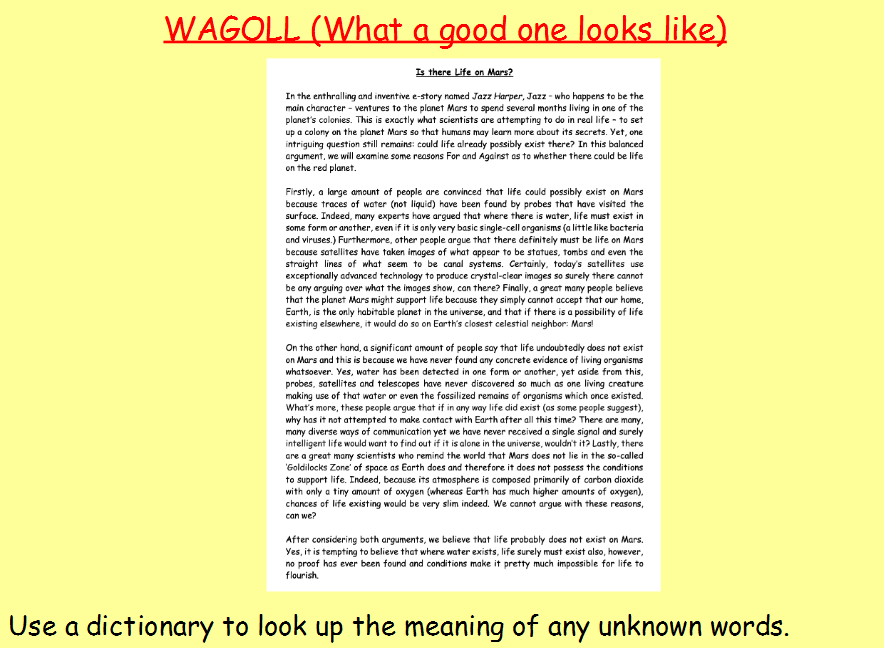 WAGOLL (What a good one looks like)
Is there Life on Mars?
In the enthralling and inventive e-story named Jazz Harper, Jazz – who happens to be the
main character – ventures to the planet Mars to spend several months living in one of the
planet's colonies. This is exactly what scientists are attempting to do in real life – to set
up a colony on the planet Mars so that humans may learn more about its secrets. Yet, one
intriguing question still remains: could life already possibly exist there? In this balanced
argument, we will examine some reasons For and Against as to whether there could be life
on the red planet.
Firstly, a large amount of people are convinced that life could possibly exist on Mars
because traces of water (not liquid) have been found by probes that have visited the
surface. Indeed, many experts have argued that where there is water, life must exist in
some form or another, even if it is only very basic single-cell organisms (a little like bacteria
and viruses.) Furthermore, other people argue that there definitely must be life on Mars
because satellites have taken images of what appear to be statues, tombs and even the
straight lines of what seem to be canal systems. Certainly, today's satellites use
exceptionally advanced technology to produce crystal-clear images so surely there cannot
be any arguing over what the images show, can there? Finally, a great many people believe
that the planet Mars might support life because they simply cannot accept that our home,
Earth, is the only habitable planet in the universe, and that if there is a possibility of life
existing elsewhere, it would do so on Earth's closest celestial neighbor: Mars!
On the other hand, a significant amount of people say that life undoubtedly does not exist
on Mars and this is because we have never found any concrete evidence of living organisms
whatsoever. Yes, water has been detected in one form or another, yet aside from this,
probes, satellites and telescopes have never discovered so much as one living creature
making use of that water or even the fossilized remains of organisms which once existed.
What's more, these people argue that if in any way life did exist (as some people suggest),
why has it not attempted to make contact with Earth after all this time? There are many,
many diverse ways of communication yet we have never received a single signal and surely
intelligent life would want to find out if it is alone in the universe, wouldn't it? Lastly, there
are a great many scientists who remind the world that Mars does not lie in the so-called
'Goldilocks Zone' of space as Earth does and therefore it does not possess the conditions
to support life. Indeed, because its atmosphere is composed primarily of carbon dioxide
with only a tiny amount of oxygen (whereas Earth has much higher amounts of oxygen),
chances of life existing would be very slim indeed. We cannot argue with these reasons,
can we?
After considering both arguments, we believe that life probably does not exist on Mars.
Yes, it is tempting to believe that where water exists, life surely must exist also, however,
no proof has ever been found and conditions make it pretty much impossible for life to
flourish.
Use a dictionary to look up the meaning of any unknown words.